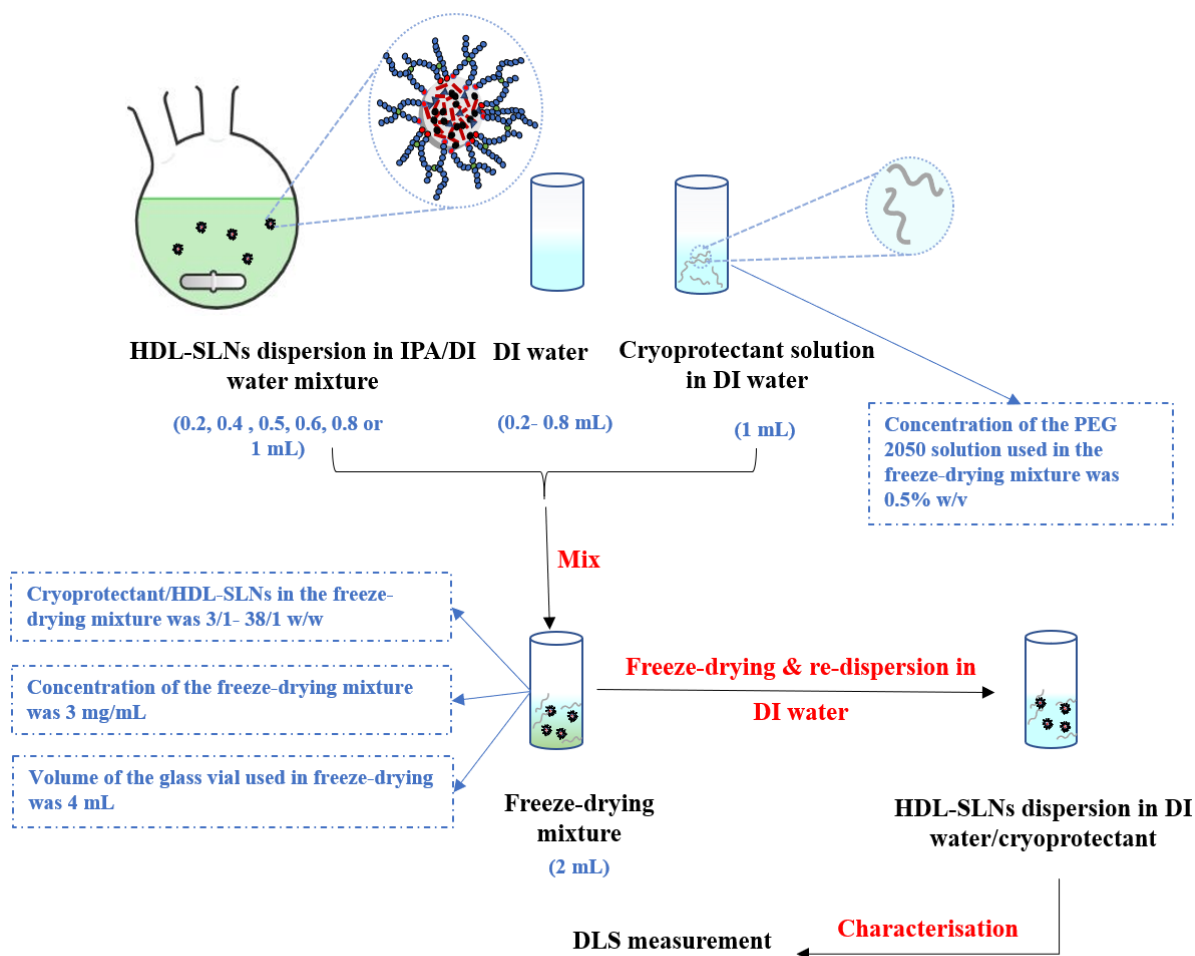 HDL-SLNs dispersion in IPA/DI
water mixture
(0.2, 0.4 , 0.5, 0.6, 0.8 or
1 mL)
DI water
(0.2- 0.8 mL)
Cryoprotectant solution
in DI water
(1 mL)
Concentration of the PEG
2050 solution used in the
freeze-drying mixture was
0.5% w/v
Mix
Cryoprotectant/HDL-SLNs in the freeze-
drying mixture was 3/1- 38/1 w/w
Concentration of the freeze-drying mixture
was 3 mg/mL
Volume of the glass vial used in freeze-drying
was 4 mL
Freeze-drying
mixture
(2 mL)
Freeze-drying & re-dispersion in
DI water
HDL-SLNs dispersion in DI
water/cryoprotectant
Characterisation
DLS measurement